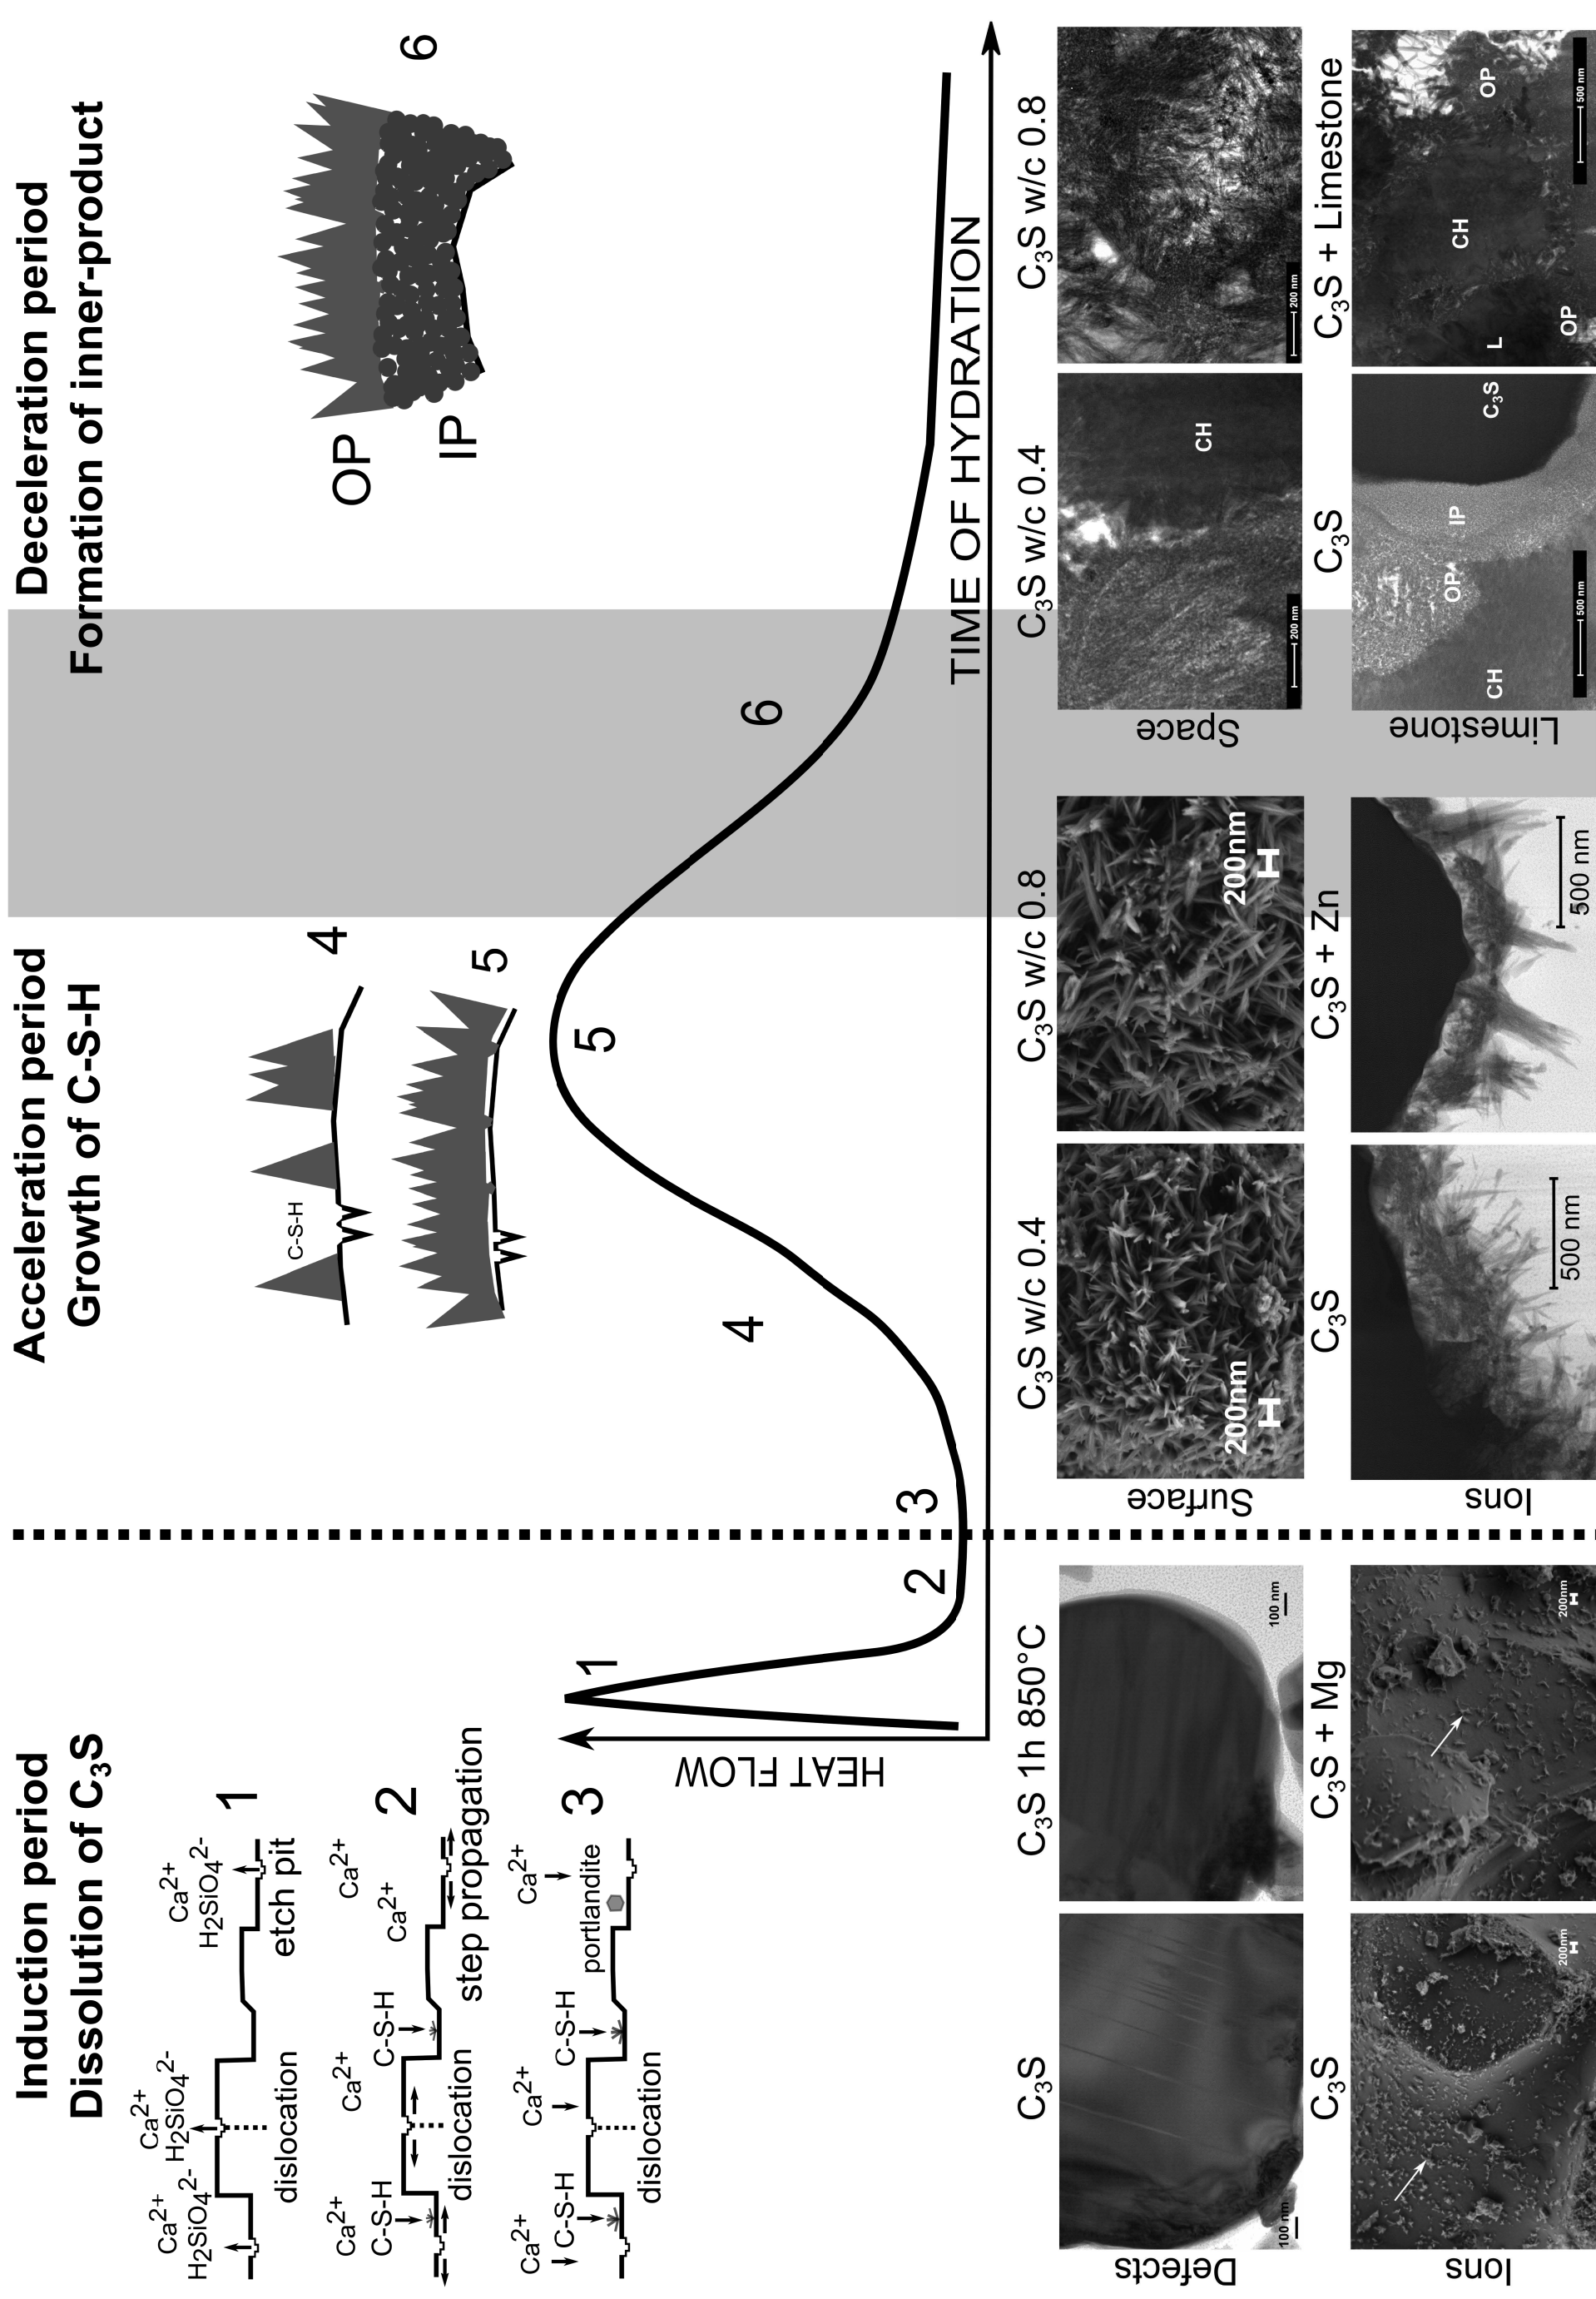 Induction period
Dissolution of C₃S
Acceleration period
Growth of C-S-H
Deceleration period
Formation of inner-product
Ca²⁺
H₂SiO₄²⁻
Ca²⁺
H₂SiO₄²⁻
Ca²⁺
H₂SiO₄²⁻
1
dislocation
etch pit
Ca²⁺
Ca²⁺
Ca²⁺
Ca²⁺
C-S-H
C-S-H
2
dislocation
step propagation
Ca²⁺
Ca²⁺
Ca²⁺
C-S-H
C-S-H
portlandite
3
dislocation
C-S-H
4
5
OP
IP
6
HEAT FLOW
1
2
3
4
5
6
TIME OF HYDRATION
Defects
C₃S
100 nm
C₃S 1h 850°C
100 nm
Surface
C₃S w/c 0.4
200nm
C₃S w/c 0.8
200nm
Space
C₃S w/c 0.4
CH
200 nm
C₃S w/c 0.8
200 nm
Ions
C₃S
200nm
C₃S + Mg
200nm
Ions
C₃S
500 nm
C₃S + Zn
500 nm
Limestone
C₃S
CH
OP
IP
C₃S
500 nm
C₃S + Limestone
L
OP
CH
OP
500 nm